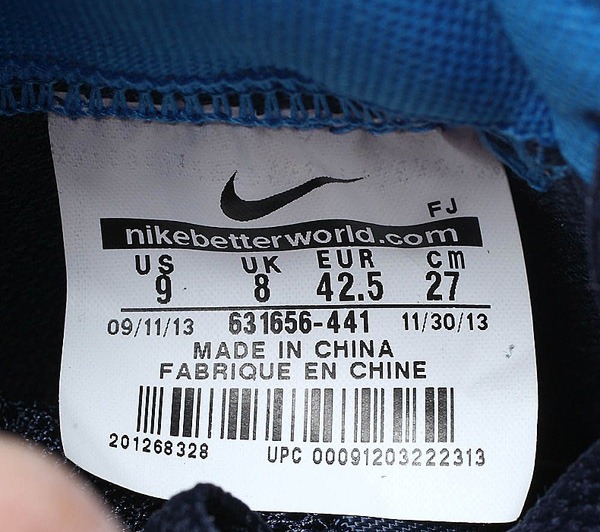 FJ
nikebetterworld.com
US UK EUR cm
9 8 42.5 27
09/11/13 631656-441 11/30/13
MADE IN CHINA
FABRIQUE EN CHINE
201268328 UPC 00091203222313